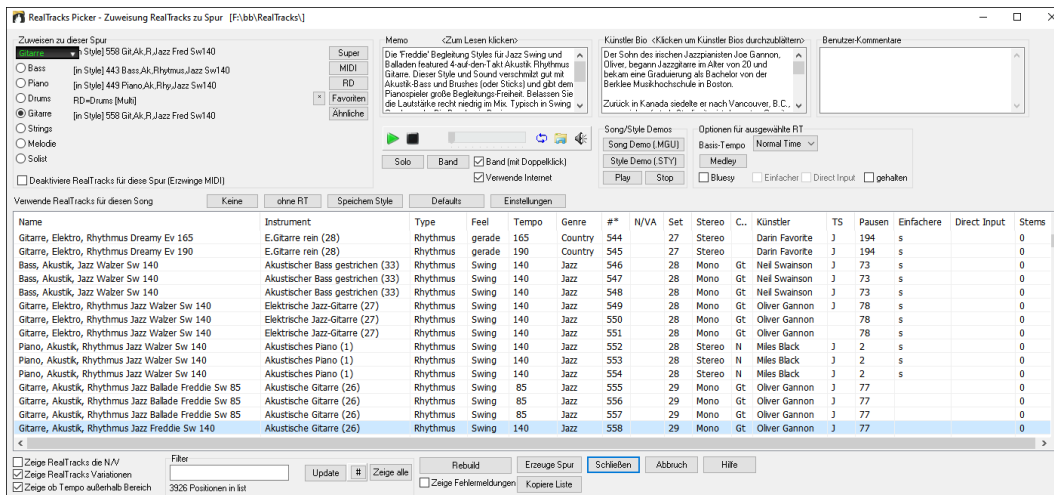 RealTracks Picker - Zuweisung RealTracks zu Spur [F:\bb\RealTracks\]
Zuweisen zu dieser Spur
Gitarre n Style] 558 Git,Ak,R,Jazz Fred Sw140
Bass [in Style] 443 Bass,Ak,Rhytmus,Jazz Sw140
Piano [in Style] 449 Piano,Ak,Rhy,Jazz Sw140
Drums RD=Drums [Multi]
Gitarre [in Style] 558 Git,Ak,R,Jazz Fred Sw140
Strings
Melodie
Solist
Deaktiviere RealTracks für diese Spur (Erzwinge MIDI)
Super
MIDI
RD
× Favoriten
Ähnliche
Memo <Zum Lesen klicken>
Die 'Freddie' Begleitung Styles für Jazz Swing und
Balladen featured 4-auf-den-Takt Akustik Rhythmus
Gitarre. Dieser Style und Sound verschmilzt gut mit
Akustik-Bass und Brushes (oder Sticks) und gibt dem
Pianospieler große Begleitungs-Freiheit. Belassen Sie
die Lautstärke recht niedrig im Mix. Typisch in Swing
Künstler Bio <Klicken um Künstler Bios durchzublättern>
Der Sohn des irischen Jazzpianisten Joe Gannon,
Oliver, begann Jazzgitarre im Alter von 20 und
bekam eine Graduierung als Bachelor von der
Berklee Musikhochschule in Boston.
Zurück in Kanada siedelte er nach Vancouver, B.C.,
Benutzer-Kommentare
Solo Band Band (mit Doppelklick)
Verwende Internet
Song/Style Demos
Song Demo (.MGU)
Style Demo (.STY)
Play Stop
Optionen für ausgewählte RT
Basis-Tempo Normal Time
Medley
Bluesy Einfacher Direct Input gehalten
Verwende RealTracks für diesen Song Keine ohne RT Speichern Style Defaults Einstellungen
Name Instrument Type Feel Tempo Genre #* N/VA Set Stereo C.. Künstler TS Pausen Einfachere Direct Input Stems
Gitarre, Elektro, Rhythmus Dreamy Ev 165 E.Gitarre rein (28) Rhythmus gerade 165 Country 544 27 Stereo Darin Favorite J 194 s 0
Gitarre, Elektro, Rhythmus Dreamy Ev 190 E.Gitarre rein (28) Rhythmus gerade 190 Country 545 27 Stereo Darin Favorite J 194 s 0
Bass, Akustik, Jazz Walzer Sw 140 Akustischer Bass gestrichen (33) Rhythmus Swing 140 Jazz 546 28 Mono Gt Neil Swainson J 73 s 0
Bass, Akustik, Jazz Walzer Sw 140 Akustischer Bass gestrichen (33) Rhythmus Swing 140 Jazz 547 28 Mono Gt Neil Swainson J 73 s 0
Bass, Akustik, Jazz Walzer Sw 140 Akustischer Bass gestrichen (33) Rhythmus Swing 140 Jazz 548 28 Mono Gt Neil Swainson J 73 s 0
Gitarre, Elektro, Rhythmus Jazz Walzer Sw 140 Elektrische Jazz-Gitarre (27) Rhythmus Swing 140 Jazz 549 28 Mono Gt Oliver Gannon J 78 s 0
Gitarre, Elektro, Rhythmus Jazz Walzer Sw 140 Elektrische Jazz-Gitarre (27) Rhythmus Swing 140 Jazz 550 28 Mono Gt Oliver Gannon 78 s 0
Gitarre, Elektro, Rhythmus Jazz Walzer Sw 140 Elektrische Jazz-Gitarre (27) Rhythmus Swing 140 Jazz 551 28 Mono Gt Oliver Gannon 78 s 0
Piano, Akustik, Rhythmus Jazz Walzer Sw 140 Akustisches Piano (1) Rhythmus Swing 140 Jazz 552 28 Stereo N Miles Black J 2 s 0
Piano, Akustik, Rhythmus Jazz Walzer Sw 140 Akustisches Piano (1) Rhythmus Swing 140 Jazz 553 28 Stereo N Miles Black J 2 s 0
Piano, Akustik, Rhythmus Jazz Walzer Sw 140 Akustisches Piano (1) Rhythmus Swing 140 Jazz 554 28 Stereo N Miles Black J 2 s 0
Gitarre, Akustik, Rhythmus Jazz Ballade Freddie Sw 85 Akustische Gitarre (26) Rhythmus Swing 85 Jazz 555 29 Mono Gt Oliver Gannon J 77 0
Gitarre, Akustik, Rhythmus Jazz Ballade Freddie Sw 85 Akustische Gitarre (26) Rhythmus Swing 85 Jazz 556 29 Mono Gt Oliver Gannon J 77 0
Gitarre, Akustik, Rhythmus Jazz Ballade Freddie Sw 85 Akustische Gitarre (26) Rhythmus Swing 85 Jazz 557 29 Mono Gt Oliver Gannon J 77 0
Gitarre, Akustik, Rhythmus Jazz Freddie Sw 140 Akustische Gitarre (26) Rhythmus Swing 140 Jazz 558 29 Mono Gt Oliver Gannon J 77 0
Zeige RealTracks die N/V
Zeige RealTracks Variationen
Zeige ob Tempo außerhalb Bereich
Filter
Update # Zeige alle
3926 Positionen in list
Rebuild Erzeuge Spur Schließen Abbruch Hilfe
Zeige Fehlermeldungen Kopiere Liste